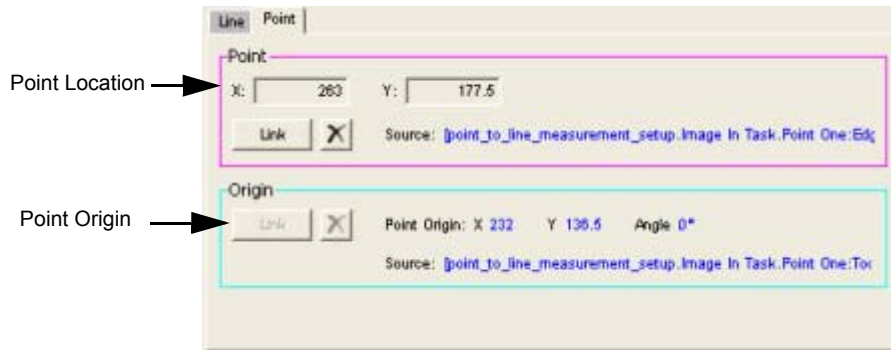 Line Point
Point
Point Location
X: 263 Y: 177.5
Link X Source: [point_to_line_measurement_setup.Image In Task.Point One:Edg
Origin
Point Origin
Link X Point Origin: X 232 Y 136.5 Angle 0°
Source: [point_to_line_measurement_setup.Image In Task.Point One:Too